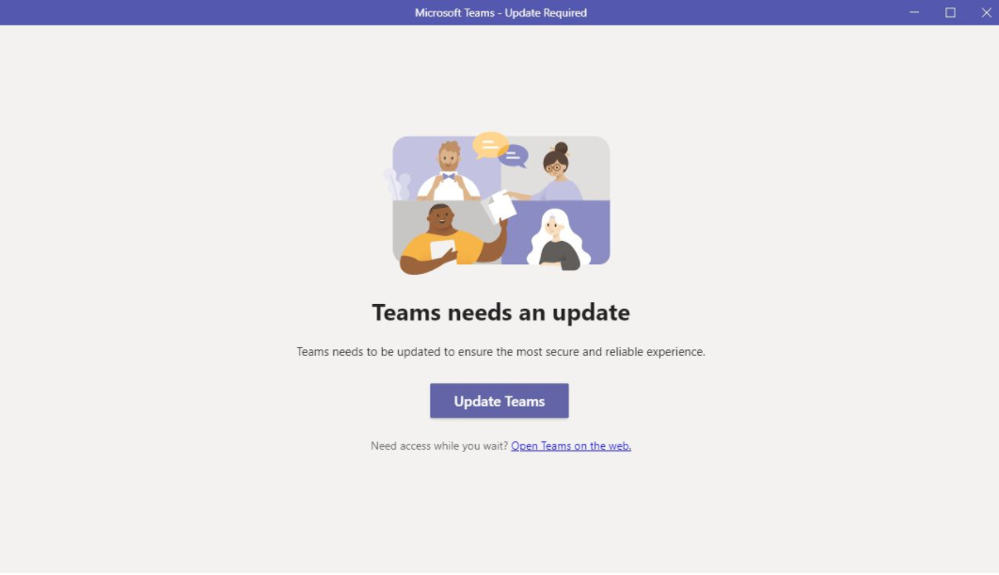 Microsoft Teams - Update Required
Teams needs an update
Teams needs to be updated to ensure the most secure and reliable experience.
Update Teams
Need access while you wait? Open Teams on the web.